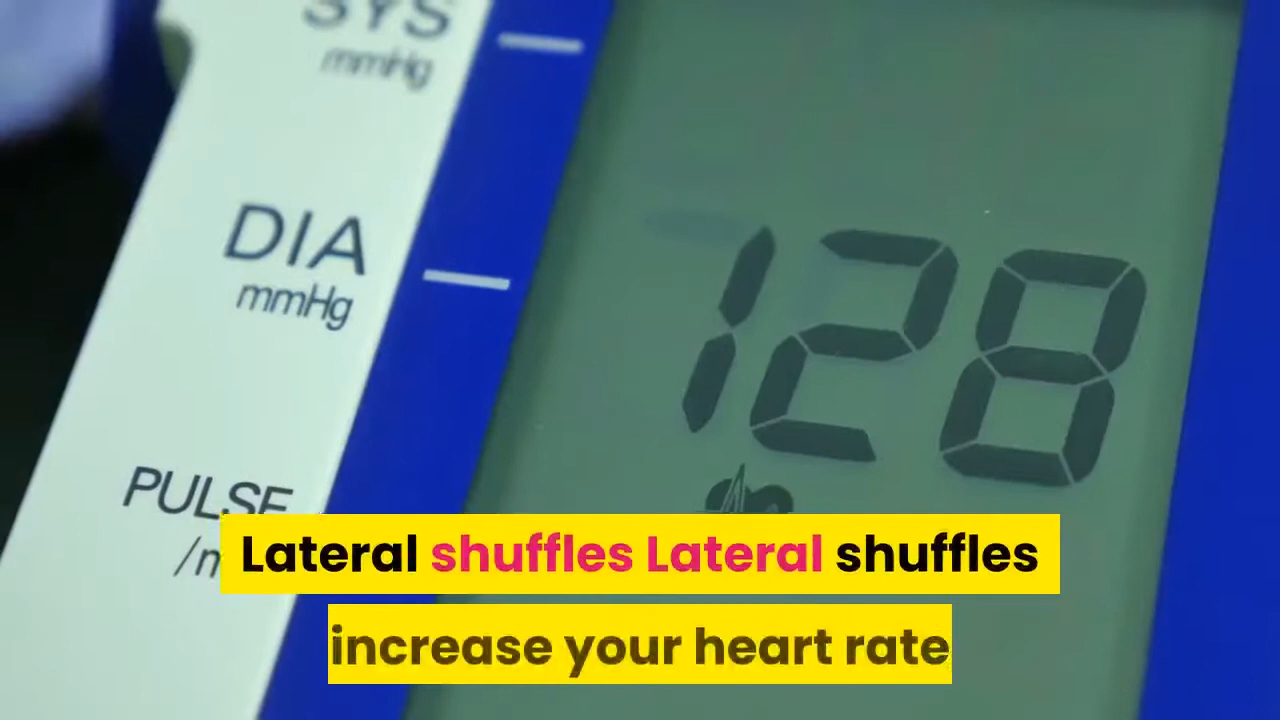 SYS
mmHg
DIA
mmHg
128
PULSE
Lateral shuffles Lateral shuffles
increase your heart rate